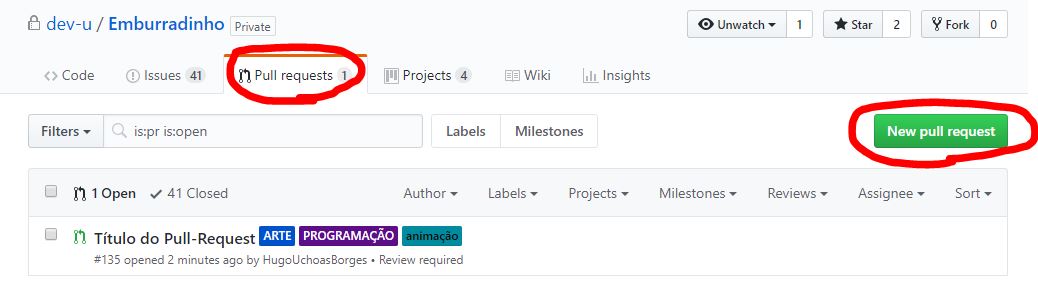 dev-u / Emburradinho Private Unwatch 1 Star 2 Fork 0
Code Issues 41 Pull requests 1 Projects 4 Wiki Insights
Filters is:pr is:open Labels Milestones New pull request
1 Open 41 Closed Author Labels Projects Milestones Reviews Assignee Sort
Título do Pull-Request ARTE PROGRAMAÇÃO animação
#135 opened 2 minutes ago by HugoUchoasBorges • Review required